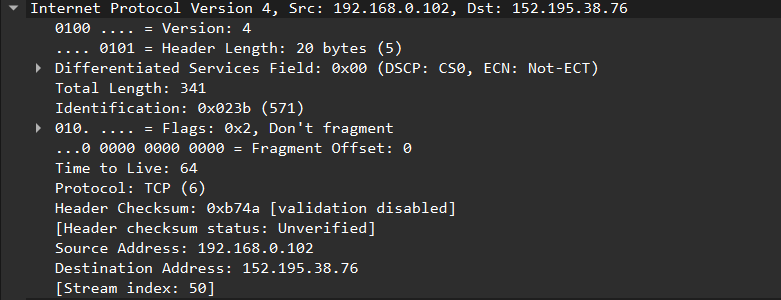 Internet Protocol Version 4, Src: 192.168.0.102, Dst: 152.195.38.76
0100 .... = Version: 4
.... 0101 = Header Length: 20 bytes (5)
Differentiated Services Field: 0x00 (DSCP: CS0, ECN: Not-ECT)
Total Length: 341
Identification: 0x023b (571)
010. .... = Flags: 0x2, Don't fragment
...0 0000 0000 0000 = Fragment Offset: 0
Time to Live: 64
Protocol: TCP (6)
Header Checksum: 0xb74a [validation disabled]
[Header checksum status: Unverified]
Source Address: 192.168.0.102
Destination Address: 152.195.38.76
[Stream index: 50]